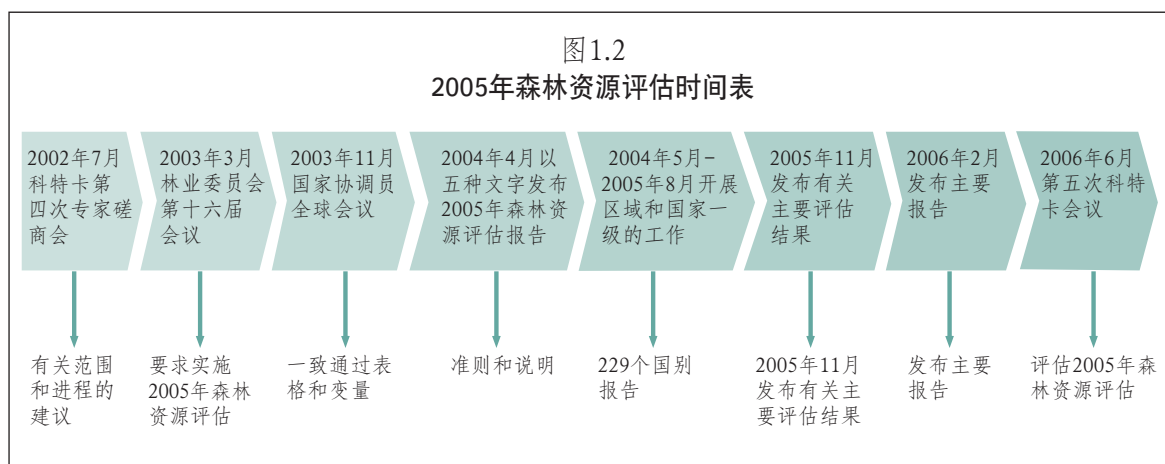 图1.2
2005年森林资源评估时间表
2002年7月
科特卡第
四次专家磋
商会
2003年3月
林业委员会
第十六届
会议
2003年11月
国家协调员
全球会议
2004年4月以
五种文字发布
2005年森林资
源评估报告
2004年5月-
2005年8月开展
区域和国家一
级的工作
2005年11月
发布有关
主要评估
结果
2006年2月
发布主要
报告
2006年6月
第五次科特
卡会议
有关范围
和进程的
建议
要求实施
2005年森林
资源评估
一致通过表
格和变量
准则和说明
229个国别
报告
2005年11月
发布有关主
要评估结果
发布主要
报告
评估2005年森
林资源评估